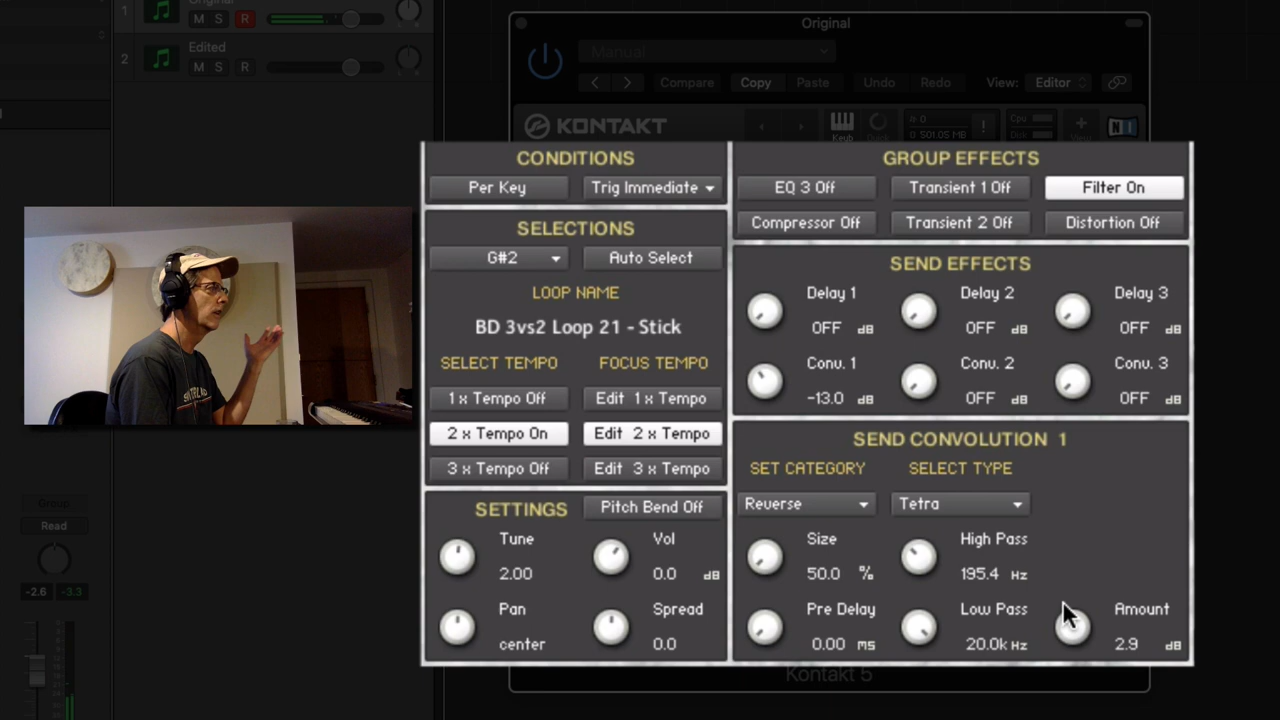 Original
1
M S R
Edited
2
M S R
Original
Manual
Compare
Copy
Paste
Undo
Redo
View:
Editor
KONTAKT
CONDITIONS
Per Key
Trig Immediate
SELECTIONS
G#2
Auto Select
LOOP NAME
BD 3vs2 Loop 21 - Stick
SELECT TEMPO
FOCUS TEMPO
1 x Tempo Off
Edit 1 x Tempo
2 x Tempo On
Edit 2 x Tempo
3 x Tempo Off
Edit 3 x Tempo
SETTINGS
Pitch Bend Off
Tune
2.00
Vol
0.0 dB
Pan
center
Spread
0.0
GROUP EFFECTS
EQ 3 Off
Transient 1 Off
Filter On
Compressor Off
Transient 2 Off
Distortion Off
SEND EFFECTS
Delay 1
OFF dB
Delay 2
OFF dB
Delay 3
OFF dB
Conv. 1
-13.0 dB
Conv. 2
OFF dB
Conv. 3
OFF dB
SEND CONVOLUTION 1
SET CATEGORY
SELECT TYPE
Reverse
Tetra
Size
50.0 %
High Pass
195.4 Hz
Pre Delay
0.00 ms
Low Pass
20.0k Hz
Amount
2.9 dB
Group
Read
-2.6
-3.3
Kontakt 5